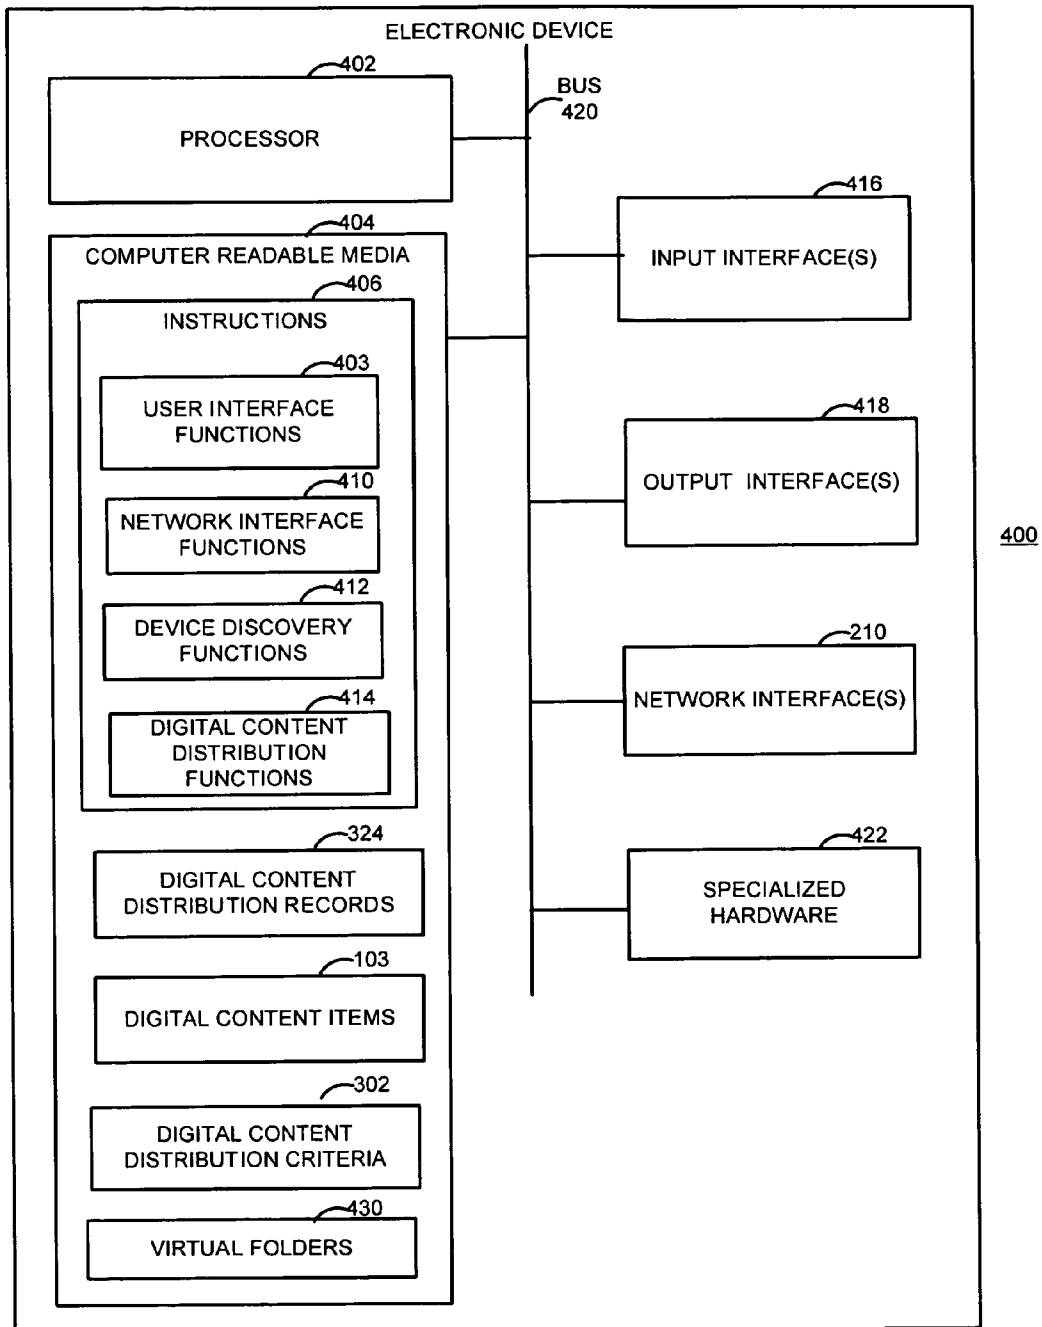 ELECTRONIC DEVICE
402
PROCESSOR
BUS
420
404
COMPUTER READABLE MEDIA
406
INSTRUCTIONS
403
USER INTERFACE
FUNCTIONS
410
NETWORK INTERFACE
FUNCTIONS
412
DEVICE DISCOVERY
FUNCTIONS
414
DIGITAL CONTENT
DISTRIBUTION
FUNCTIONS
324
DIGITAL CONTENT
DISTRIBUTION RECORDS
103
DIGITAL CONTENT ITEMS
302
DIGITAL CONTENT
DISTRIBUTION CRITERIA
430
VIRTUAL FOLDERS
416
INPUT INTERFACE(S)
418
OUTPUT INTERFACE(S)
210
NETWORK INTERFACE(S)
422
SPECIALIZED
HARDWARE
400